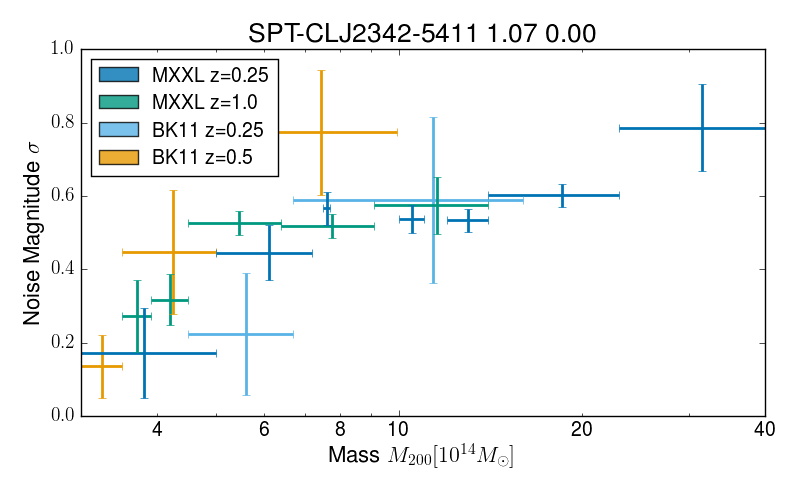 SPT-CLJ2342-5411 1.07 0.00
1.0
0.8
0.6
0.4
0.2
0.0
Noise Magnitude σ
MXXL z=0.25
MXXL z=1.0
BK11 z=0.25
BK11 z=0.5
4 6 8 10 20 40
Mass M₂₀₀[10¹⁴M☉]